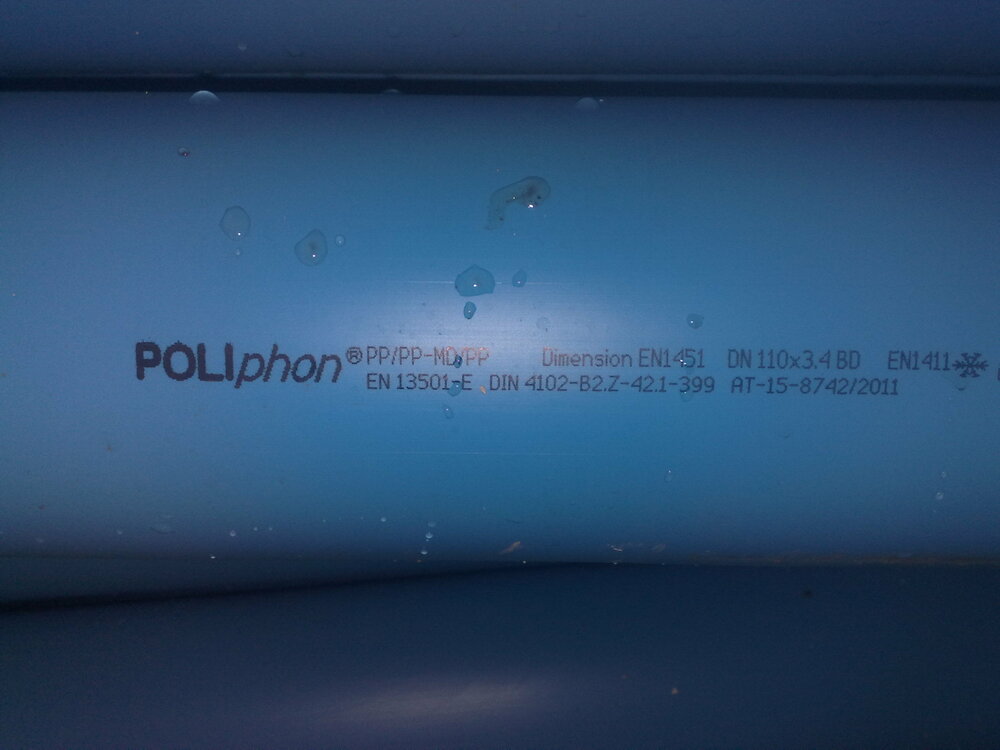 POLIphon® PP/PP-MD/PP Dimension EN1451 DN 110x3.4 BD EN1411
EN 13501-E DIN 4102-B2.Z-42.1-399 AT-15-8742/2011